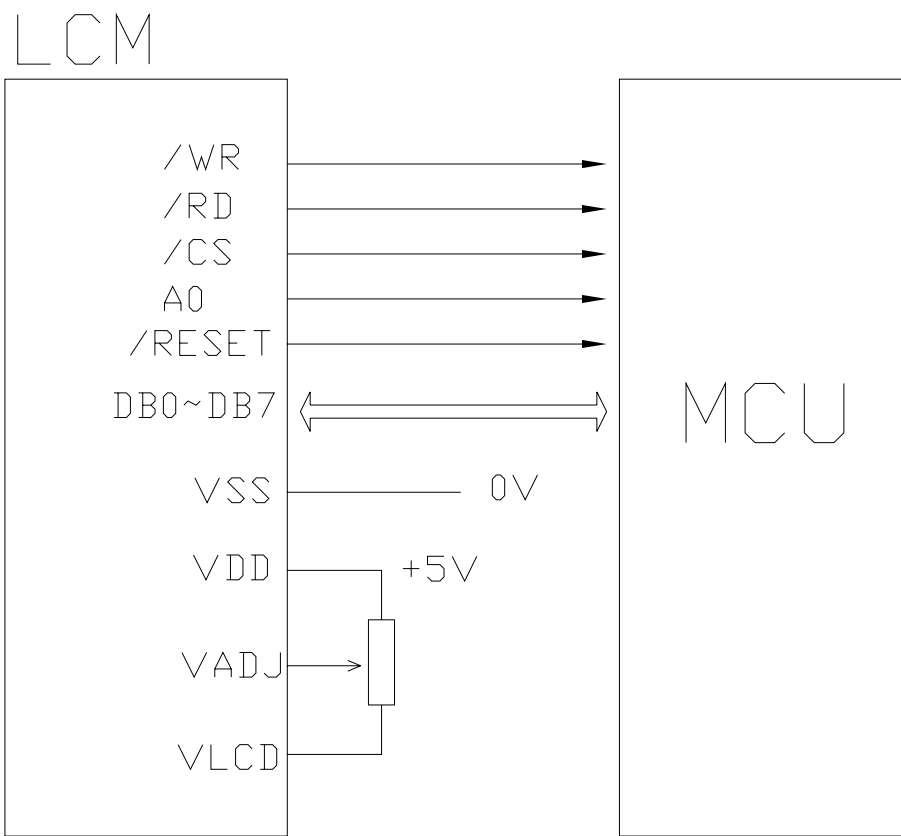 LCM
/WR
/RD
/CS
A0
/RESET
DB0~DB7
MCU
VSS
0V
VDD
+5V
VADJ
VLCD